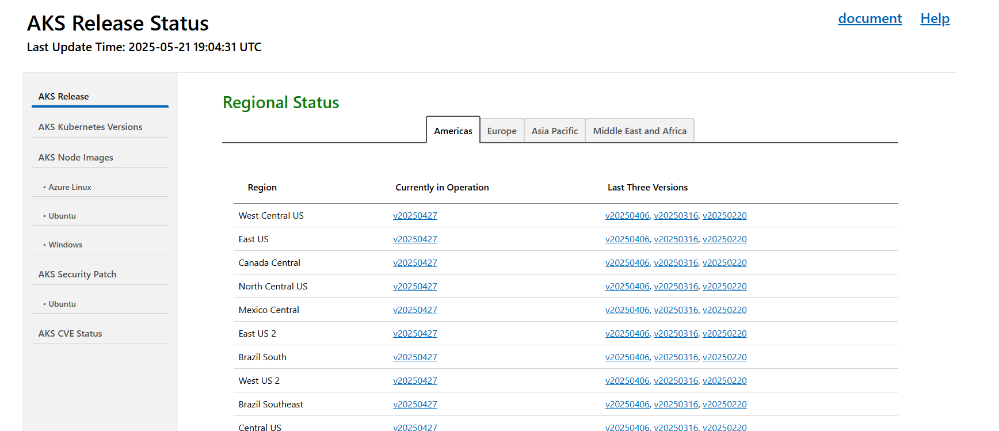 AKS Release Status
document Help
Last Update Time: 2025-05-21 19:04:31 UTC
AKS Release
AKS Kubernetes Versions
AKS Node Images
• Azure Linux
• Ubuntu
• Windows
AKS Security Patch
• Ubuntu
AKS CVE Status
Regional Status
Americas Europe Asia Pacific Middle East and Africa
Region Currently in Operation Last Three Versions
West Central US v20250427 v20250406, v20250316, v20250220
East US v20250427 v20250406, v20250316, v20250220
Canada Central v20250427 v20250406, v20250316, v20250220
North Central US v20250427 v20250406, v20250316, v20250220
Mexico Central v20250427 v20250406, v20250316, v20250220
East US 2 v20250427 v20250406, v20250316, v20250220
Brazil South v20250427 v20250406, v20250316, v20250220
West US 2 v20250427 v20250406, v20250316, v20250220
Brazil Southeast v20250427 v20250406, v20250316, v20250220
Central US v20250427 v20250406, v20250316, v20250220